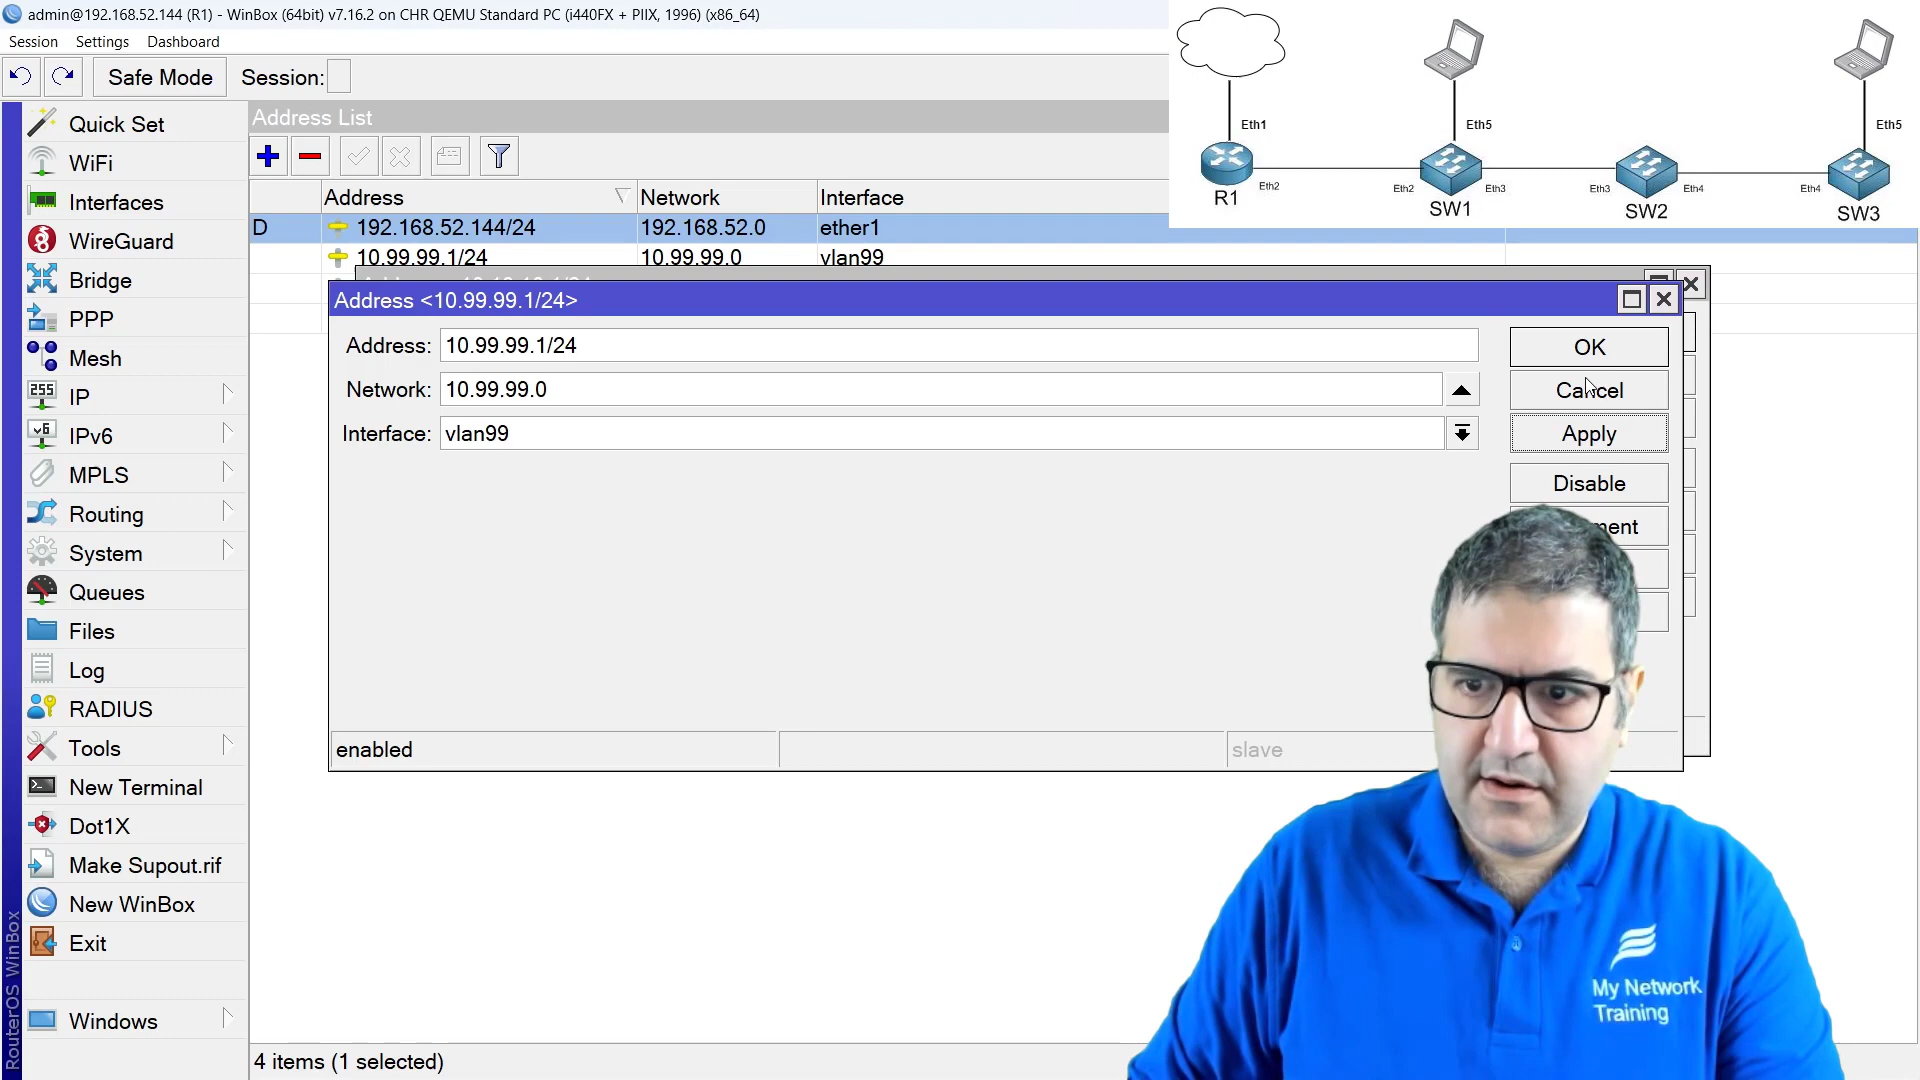 admin@192.168.52.144 (R1) - WinBox (64bit) v7.16.2 on CHR QEMU Standard PC (i440FX + PIIX, 1996) (x86_64)
Session Settings Dashboard
Safe Mode Session:
Quick Set
WiFi
Interfaces
WireGuard
Bridge
PPP
Mesh
255 IP
v6 IPv6
MPLS
Routing
System
Queues
Files
Log
RADIUS
Tools
New Terminal
Dot1X
Make Supout.rif
New WinBox
Exit
Windows
RouterOS WinBox
Address List
Address Network Interface
D 192.168.52.144/24 192.168.52.0 ether1
10.99.99.1/24 10.99.99.0 vlan99
Address <10.99.99.1/24>
Address: 10.99.99.1/24
Network: 10.99.99.0
Interface: vlan99
OK
Cancel
Apply
Disable
enabled
slave
4 items (1 selected)
Eth1
Eth5
Eth5
Eth2
Eth2
Eth3
Eth3
Eth4
Eth4
R1
SW1
SW2
SW3
My Network
Training